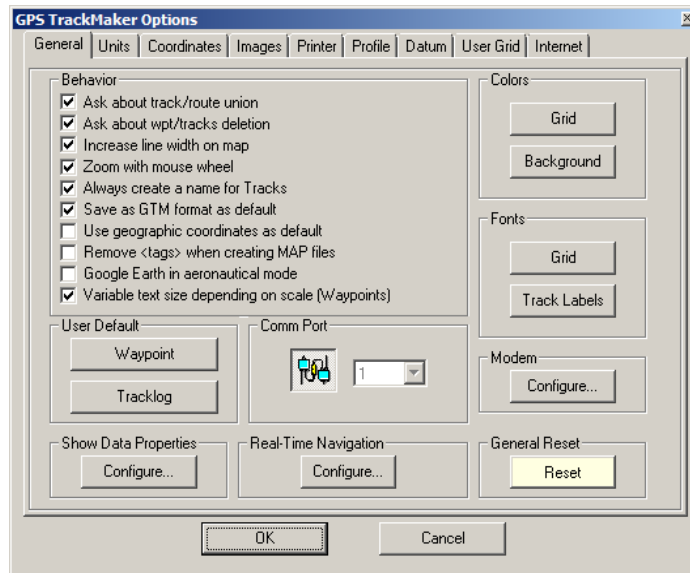 GPS TrackMaker Options
General Units Coordinates Images Printer Profile Datum User Grid Internet
Behavior
Ask about track/route union
Ask about wpt/tracks deletion
Increase line width on map
Zoom with mouse wheel
Always create a name for Tracks
Save as GTM format as default
Use geographic coordinates as default
Remove <tags> when creating MAP files
Google Earth in aeronautical mode
Variable text size depending on scale (Waypoints)
Colors
Grid
Background
Fonts
Grid
Track Labels
User Default
Waypoint
Tracklog
Comm Port
1
Modem
Configure...
Show Data Properties
Configure...
Real-Time Navigation
Configure...
General Reset
Reset
OK
Cancel